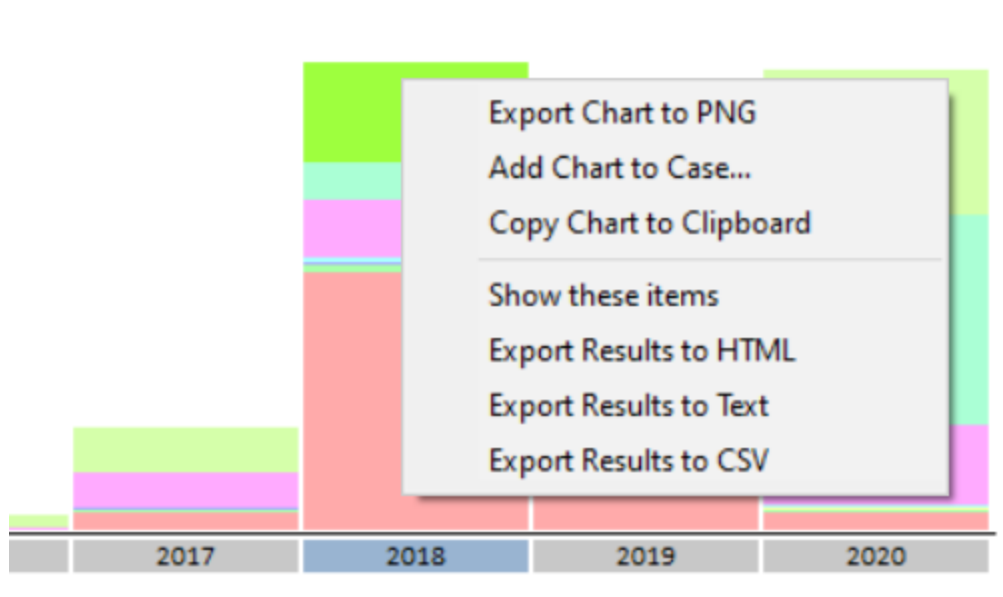 Export Chart to PNG
Add Chart to Case...
Copy Chart to Clipboard
Show these items
Export Results to HTML
Export Results to Text
Export Results to CSV
2017 2018 2019 2020